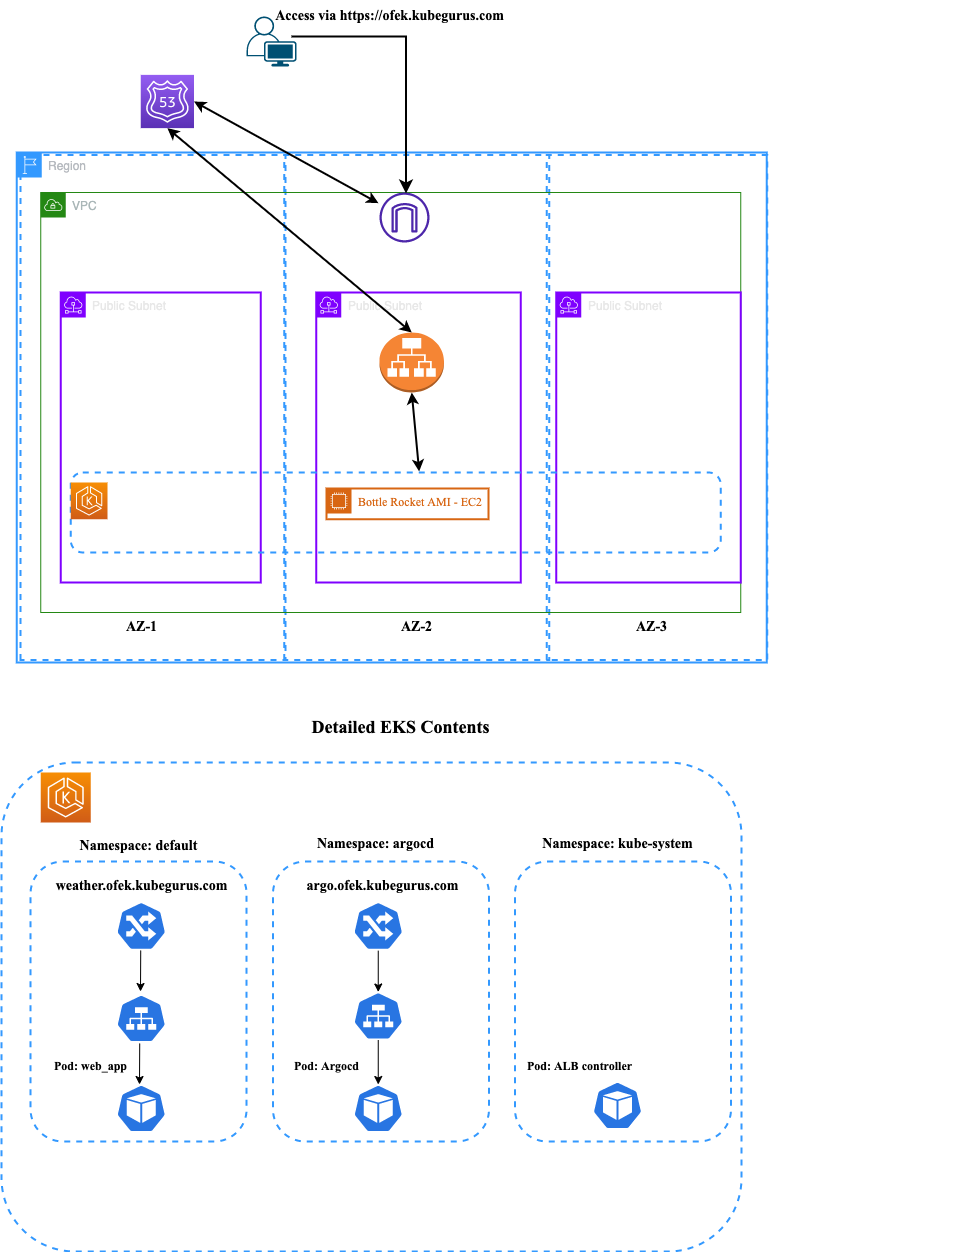 Access via https://ofek.kubegurus.com
53
Region
VPC
Public Subnet
Public Subnet
Public Subnet
K
Bottle Rocket AMI - EC2
AZ-1
AZ-2
AZ-3
Detailed EKS Contents
K
Namespace: default
Namespace: argocd
Namespace: kube-system
weather.ofek.kubegurus.com
argo.ofek.kubegurus.com
Pod: web_app
Pod: Argocd
Pod: ALB controller